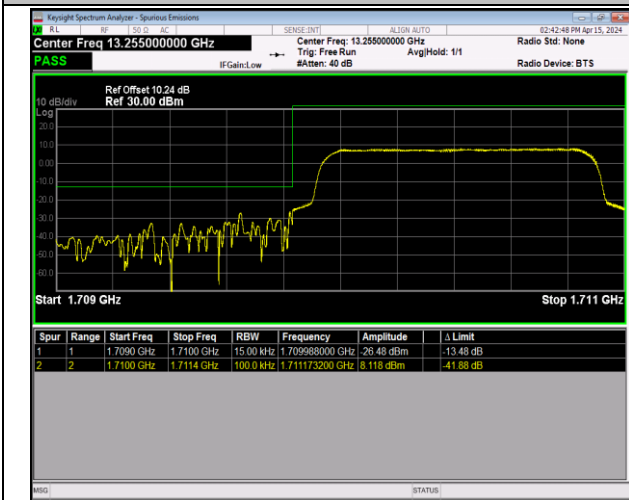 Keysight Spectrum Analyzer - Spurious Emissions
RL RF 50 Ω AC SENSE:INT ALIGN AUTO 02:42:48 PM Apr 15, 2024
Center Freq 13.255000000 GHz Center Freq: 13.255000000 GHz Radio Std: None
Trig: Free Run Avg|Hold: 1/1
PASS IFGain:Low #Atten: 40 dB Radio Device: BTS
Ref Offset 10.24 dB
10 dB/div Ref 30.00 dBm
Log
20.0
10.0
0.00
-10.0
-20.0
-30.0
-40.0
-50.0
-60.0
Start 1.709 GHz Stop 1.711 GHz
Spur Range Start Freq Stop Freq RBW Frequency Amplitude Δ Limit
1 1 1.7090 GHz 1.7100 GHz 15.00 kHz 1.709988000 GHz -26.48 dBm -13.48 dB
2 2 1.7100 GHz 1.7114 GHz 100.0 kHz 1.711173200 GHz 8.118 dBm -41.88 dB
MSG STATUS